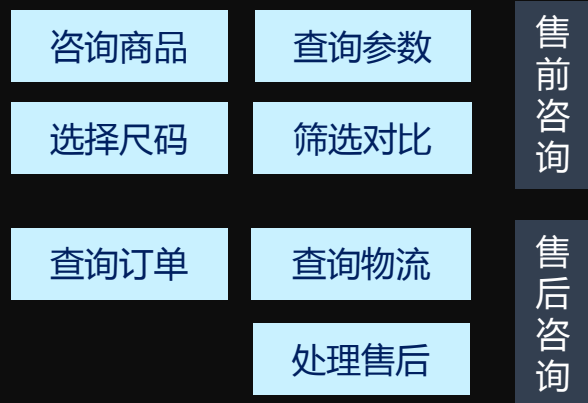 咨询商品
查询参数
选择尺码
筛选对比
售前咨询
查询订单
查询物流
处理售后
售后咨询